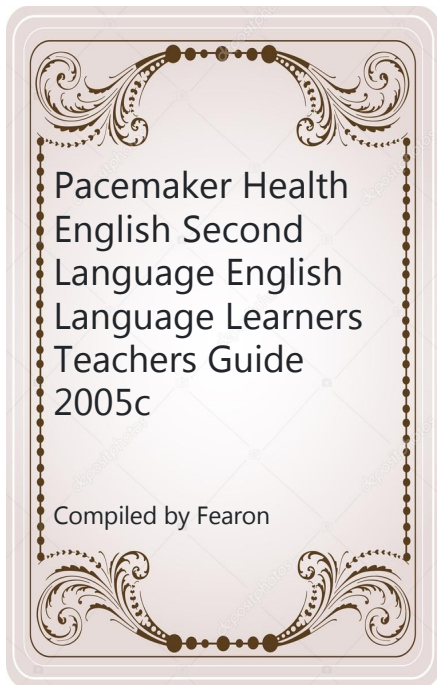 Pacemaker Health
English Second
Language English
Language Learners
Teachers Guide
2005c
Compiled by Fearon